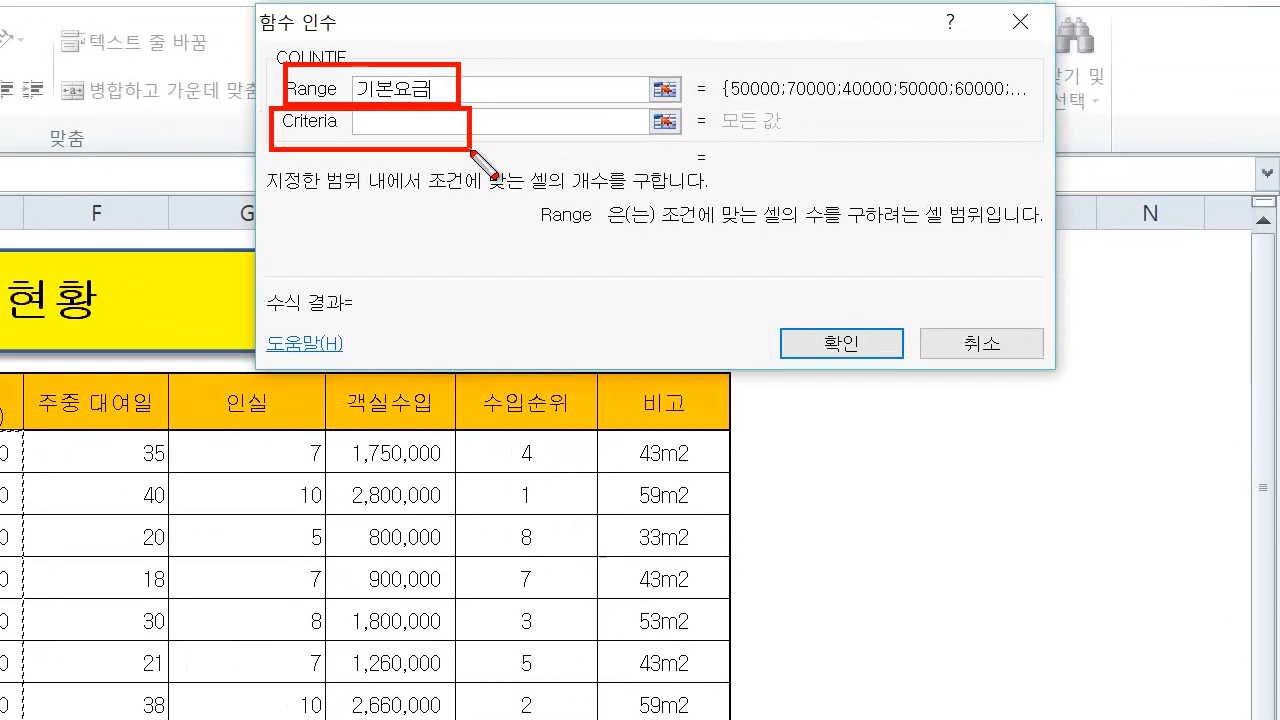 함수 인수 ?
텍스트 줄 바꿈
병합하고 가운데 맞춤
맞춤
찾기 및
선택
COUNTIF
Range 기본요금 = {50000;70000;40000;50000;60000;...
Criteria = 모든 값
=
지정한 범위 내에서 조건에 맞는 셀의 개수를 구합니다.
Range 은(는) 조건에 맞는 셀의 수를 구하려는 셀 범위입니다.
수식 결과=
도움말(H) 확인 취소
F G N
현황
) 주중 대여일 인실 객실수입 수입순위 비고
0 35 7 1,750,000 4 43m2
0 40 10 2,800,000 1 59m2
0 20 5 800,000 8 33m2
0 18 7 900,000 7 43m2
0 30 8 1,800,000 3 53m2
0 21 7 1,260,000 5 43m2
0 38 10 2,660,000 2 59m2